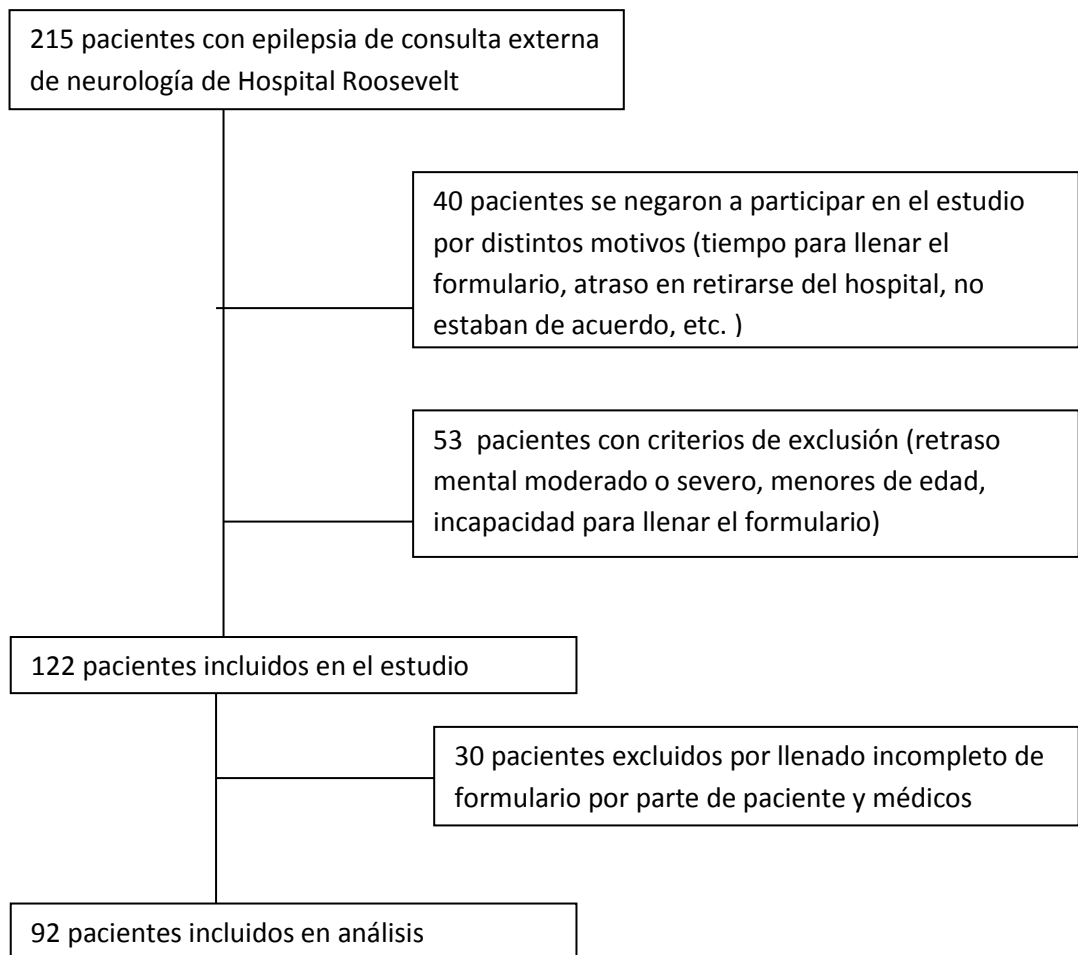 215 pacientes con epilepsia de consulta externa
de neurología de Hospital Roosevelt
40 pacientes se negaron a participar en el estudio
por distintos motivos (tiempo para llenar el
formulario, atraso en retirarse del hospital, no
estaban de acuerdo, etc. )
53 pacientes con criterios de exclusión (retraso
mental moderado o severo, menores de edad,
incapacidad para llenar el formulario)
122 pacientes incluidos en el estudio
30 pacientes excluidos por llenado incompleto de
formulario por parte de paciente y médicos
92 pacientes incluidos en análisis